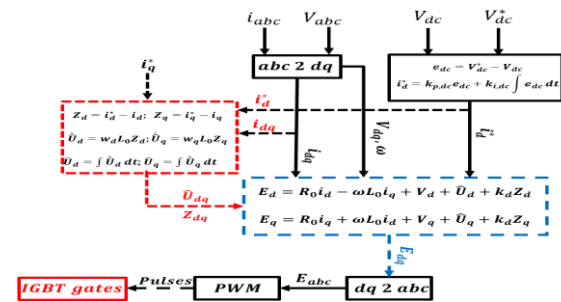 i_abc V_abc V_dc V*_dc
abc 2 dq
e_dc = V*_dc − V_dc
i*_d = k_p,dc e_dc + k_i,dc ∫ e_dc dt
i*_q
i*_d
i_dq
Z_d − i*_d − i_d; Z_q − i*_q − i_q
Û̇_d = w_d L_0 Z_d; Û̇_q = w_q L_0 Z_q
Û_d = ∫ Û̇_d dt; Û_q = ∫ Û̇_q dt
i_dq
V_dq, ω
i*_d
Û_dq
Z_dq
E_d = R_0 i_d − ωL_0 i_q + V_d + Û_d + k_d Z_d
E_q = R_0 i_q + ωL_0 i_d + V_q + Û_q + k_d Z_q
E_dq
IGBT gates Pulses PWM E_abc dq 2 abc